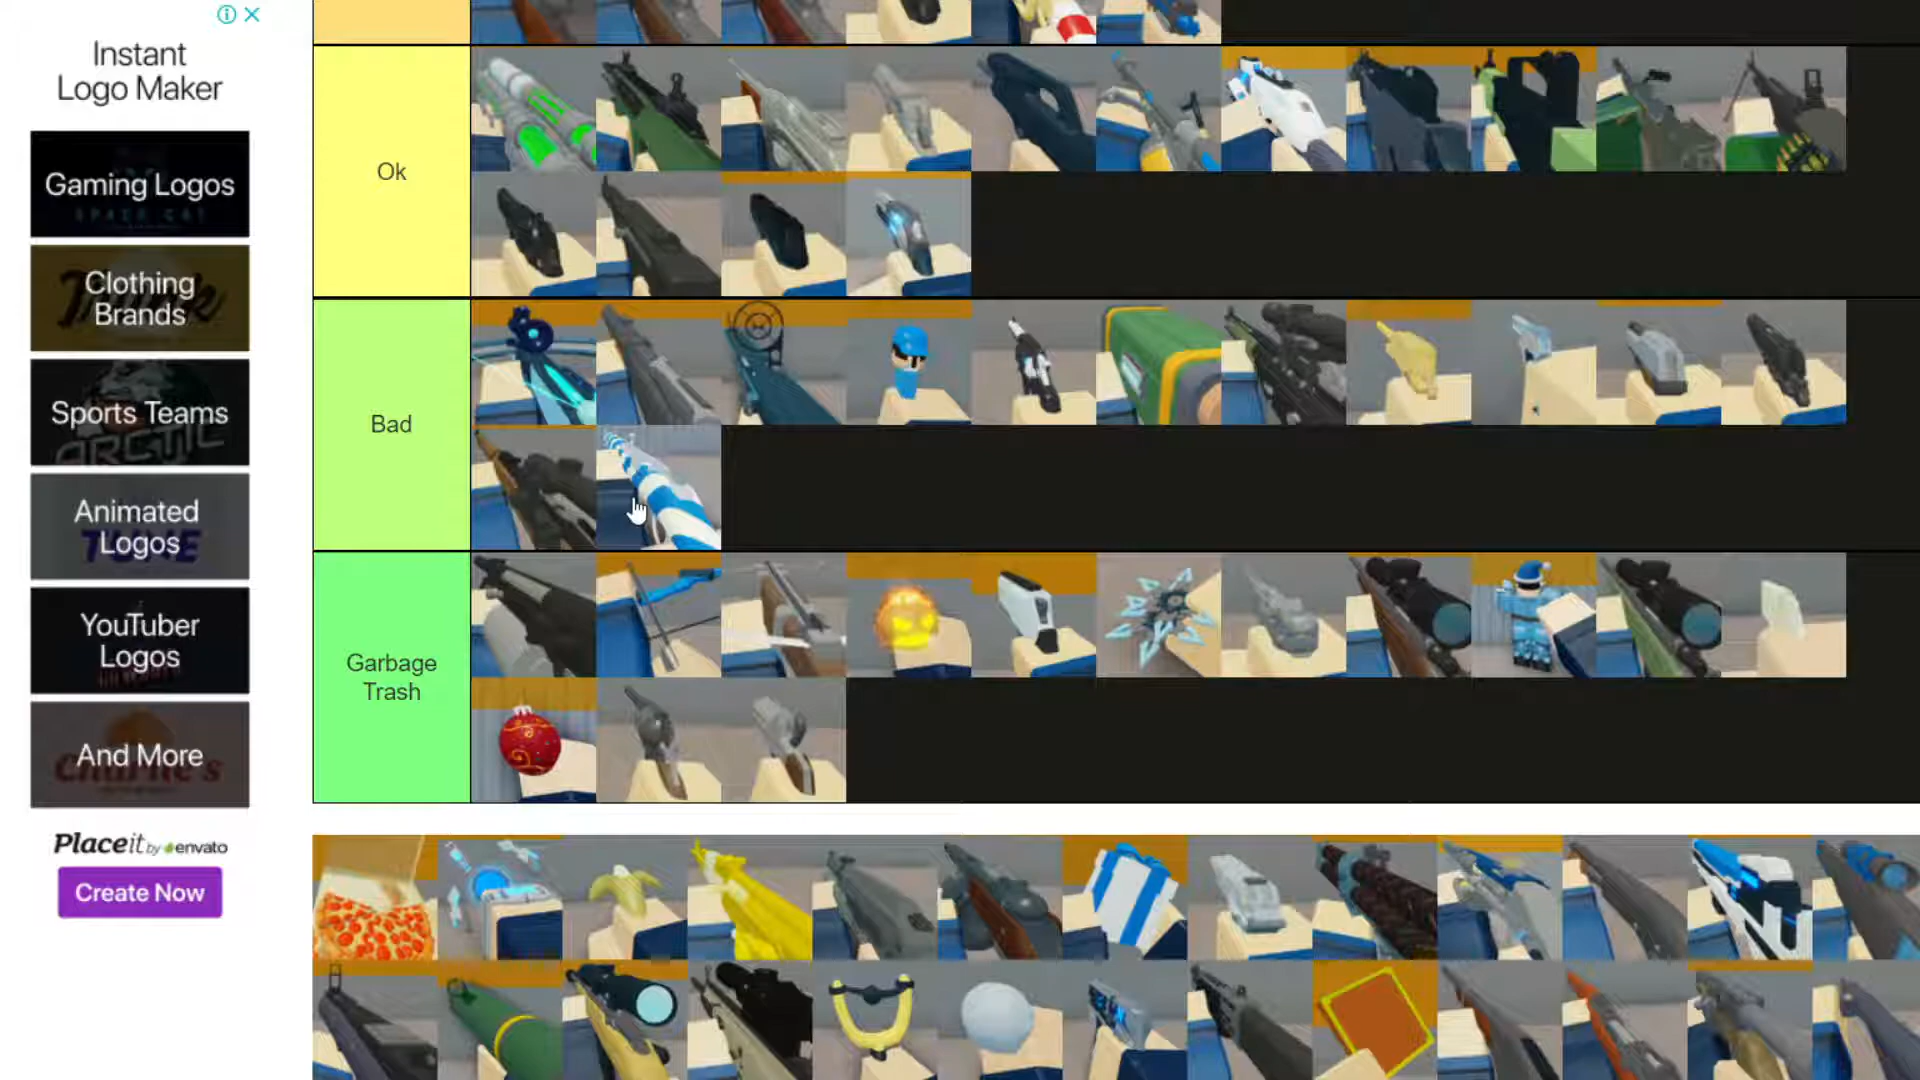 Instant
Logo Maker
Gaming Logos
Clothing
Brands
Sports Teams
ARCTIC
Animated
Logos
YouTuber
Logos
And More
Placeit by envato
Create Now
Ok
Bad
Garbage
Trash